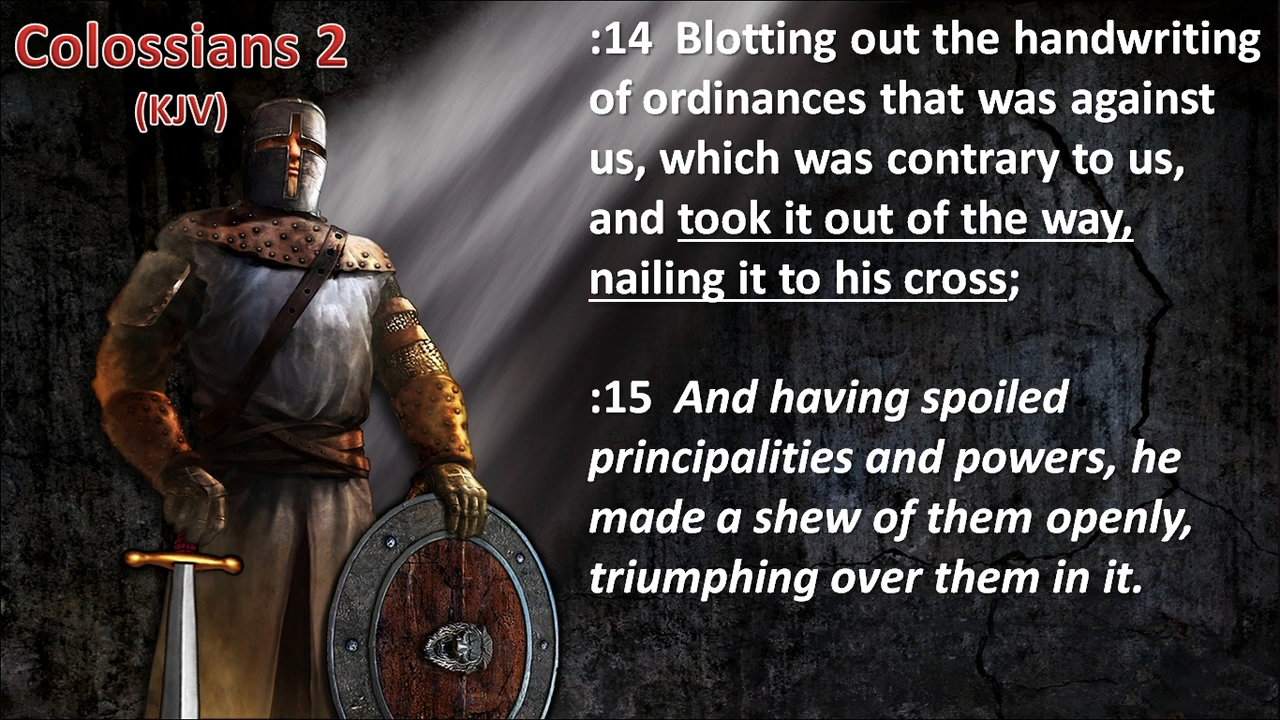 Colossians 2
(KJV)
:14 Blotting out the handwriting
of ordinances that was against
us, which was contrary to us,
and took it out of the way,
nailing it to his cross;
:15 And having spoiled
principalities and powers, he
made a shew of them openly,
triumphing over them in it.